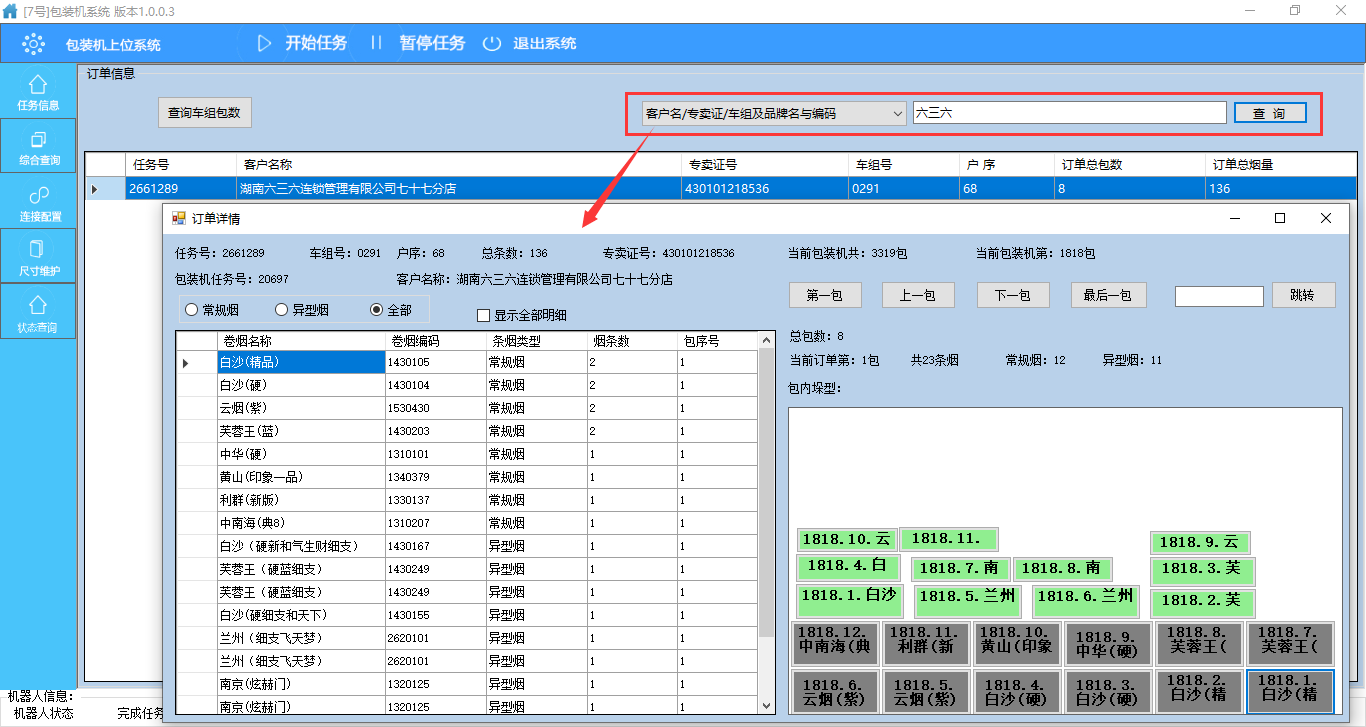 [7号]包装机系统 版本1.0.0.3
包装机上位系统 开始任务 暂停任务 退出系统
任务信息
综合查询
连接配置
尺寸维护
状态查询
订单信息
查询车组包数 客户名/专卖证/车组及品牌名与编码 六三六 查 询
任务号 客户名称 专卖证号 车组号 户 序 订单总包数 订单总烟量
2661289 湖南六三六连锁管理有限公司七十七分店 430101218536 0291 68 8 136
订单详情
任务号：2661289 车组号：0291 户序：68 总条数：136 专卖证号：430101218536 当前包装机共：3319包 当前包装机第：1818包
包装机任务号：20697 客户名称：湖南六三六连锁管理有限公司七十七分店
第一包 上一包 下一包 最后一包 跳转
常规烟 异型烟 全部 显示全部明细
卷烟名称 卷烟编码 条烟类型 烟条数 包序号
白沙(精品) 1430105 常规烟 2 1
白沙(硬) 1430104 常规烟 2 1
云烟(紫) 1530430 常规烟 2 1
芙蓉王(蓝) 1430203 常规烟 2 1
中华(硬) 1310101 常规烟 1 1
黄山(印象一品) 1340379 常规烟 1 1
利群(新版) 1330137 常规烟 1 1
中南海(典8) 1310207 常规烟 1 1
白沙（硬新和气生财细支） 1430167 异型烟 1 1
芙蓉王（硬蓝细支） 1430249 异型烟 1 1
芙蓉王（硬蓝细支） 1430249 异型烟 1 1
白沙(硬细支和天下) 1430155 异型烟 1 1
兰州（细支飞天梦） 2620101 异型烟 1 1
兰州（细支飞天梦） 2620101 异型烟 1 1
南京(炫赫门) 1320125 异型烟 1 1
南京(炫赫门) 1320125 异型烟 1 1
总包数：8
当前订单第：1包 共23条烟 常规烟：12 异型烟：11
包内垛型：
1818.10.云 1818.11. 1818.9.云
1818.4.白 1818.7.南 1818.8.南 1818.3.芙
1818.1.白沙 1818.5.兰州 1818.6.兰州 1818.2.芙
1818.12. 1818.11. 1818.10. 1818.9. 1818.8. 1818.7.
中南海(典 利群(新 黄山(印象 中华(硬) 芙蓉王( 芙蓉王(
1818.6. 1818.5. 1818.4. 1818.3. 1818.2. 1818.1.
云烟(紫) 云烟(紫) 白沙(硬) 白沙(硬) 白沙(精 白沙(精
机器人信息:
机器人状态 完成任务